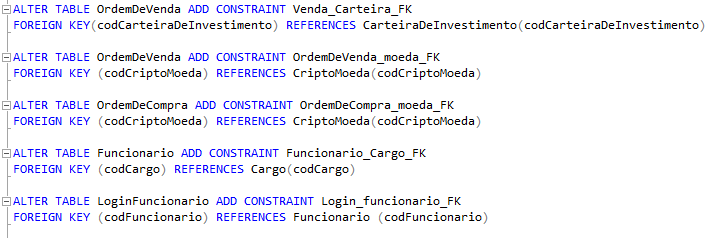 ALTER TABLE OrdemDeVenda ADD CONSTRAINT Venda_Carteira_FK
FOREIGN KEY(codCarteiraDeInvestimento) REFERENCES CarteiraDeInvestimento(codCarteiraDeInvestimento)
ALTER TABLE OrdemDeVenda ADD CONSTRAINT OrdemDeVenda_moeda_FK
FOREIGN KEY (codCriptoMoeda) REFERENCES CriptoMoeda(codCriptoMoeda)
ALTER TABLE OrdemDeCompra ADD CONSTRAINT OrdemDeCompra_moeda_FK
FOREIGN KEY (codCriptoMoeda) REFERENCES CriptoMoeda(codCriptoMoeda)
ALTER TABLE Funcionario ADD CONSTRAINT Funcionario_Cargo_FK
FOREIGN KEY (codCargo) REFERENCES Cargo(codCargo)
ALTER TABLE LoginFuncionario ADD CONSTRAINT Login_funcionario_FK
FOREIGN KEY (codFuncionario) REFERENCES Funcionario (codFuncionario)